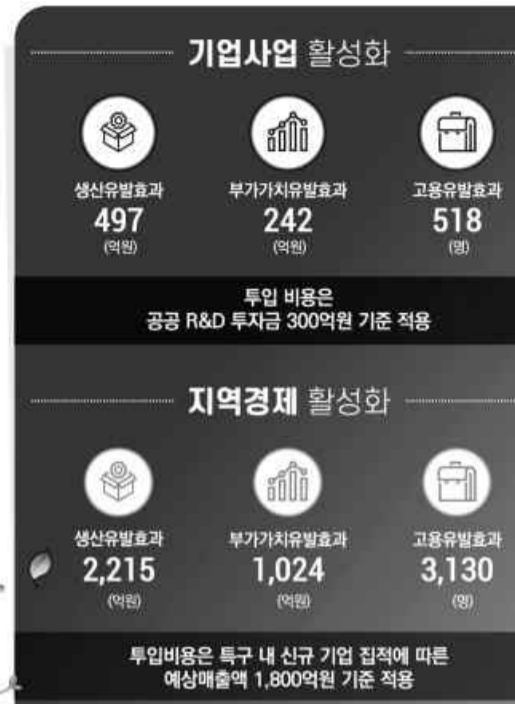 기업사업 활성화
생산유발효과 부가가치유발효과 고용유발효과
497 242 518
(억원) (억원) (명)
투입 비용은
공공 R&D 투자금 300억원 기준 적용
지역경제 활성화
생산유발효과 부가가치유발효과 고용유발효과
2,215 1,024 3,130
(억원) (억원) (명)
투입비용은 특구 내 신규 기업 집적에 따른
예상매출액 1,800억원 기준 적용